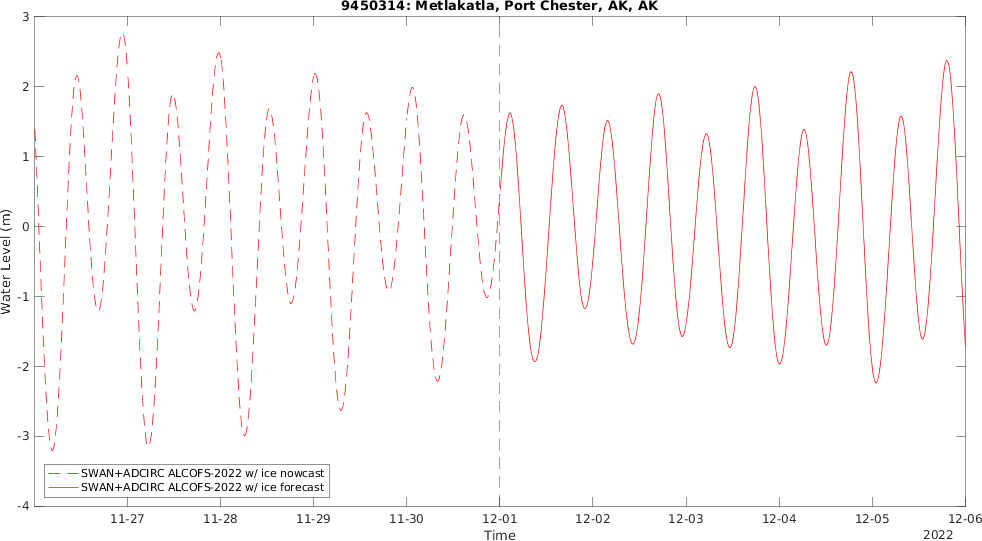 9450314: Metlakatla, Port Chester, AK, AK
3
2
1
0
-1
-2
-3
-4
Water Level (m)
SWAN+ADCIRC ALCOFS-2022 w/ ice nowcast
SWAN+ADCIRC ALCOFS-2022 w/ ice forecast
11-27 11-28 11-29 11-30 12-01 12-02 12-03 12-04 12-05 12-06
Time
2022